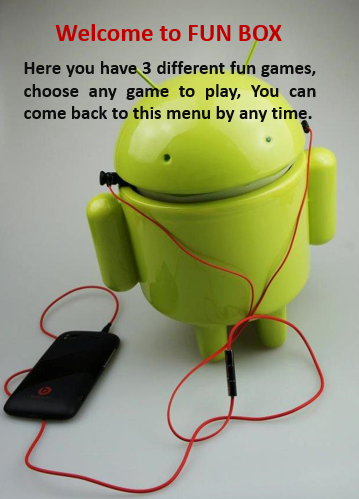 Welcome to FUN BOX
Here you have 3 different fun games,
choose any game to play, You can
come back to this menu by any time.